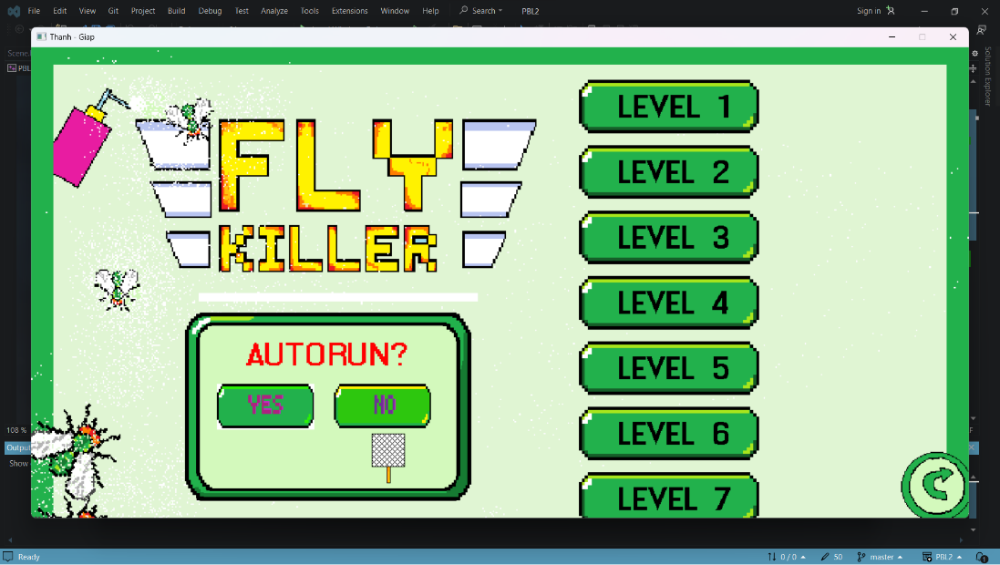 File Edit View Git Project Build Debug Test Analyze Tools Extensions Window Help Search PBL2 Sign in
Thanh - Giap
FLY
KILLER
AUTORUN?
YES NO
LEVEL 1
LEVEL 2
LEVEL 3
LEVEL 4
LEVEL 5
LEVEL 6
LEVEL 7
Solution Explorer
108 %
Output
Show
Ready 0 / 0 50 master PBL2 1